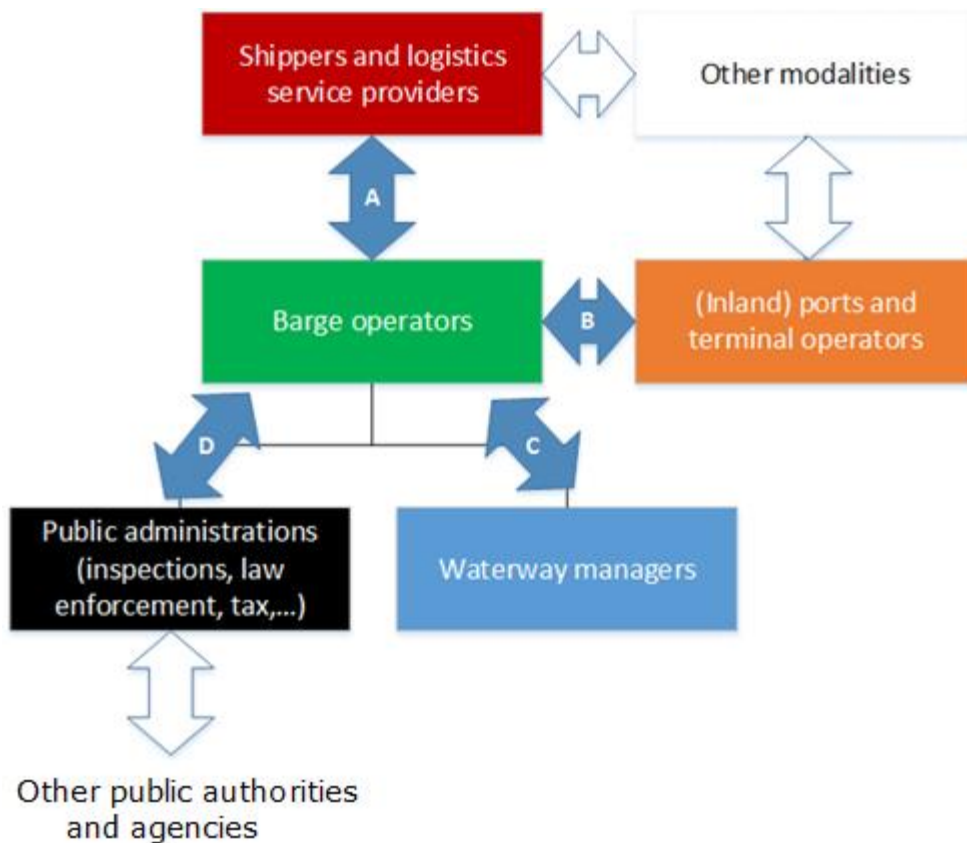 Shippers and logistics
service providers
Other modalities
A
Barge operators
B
(Inland) ports and
terminal operators
D
C
Public administrations
(inspections, law
enforcement, tax,...)
Waterway managers
Other public authorities
and agencies